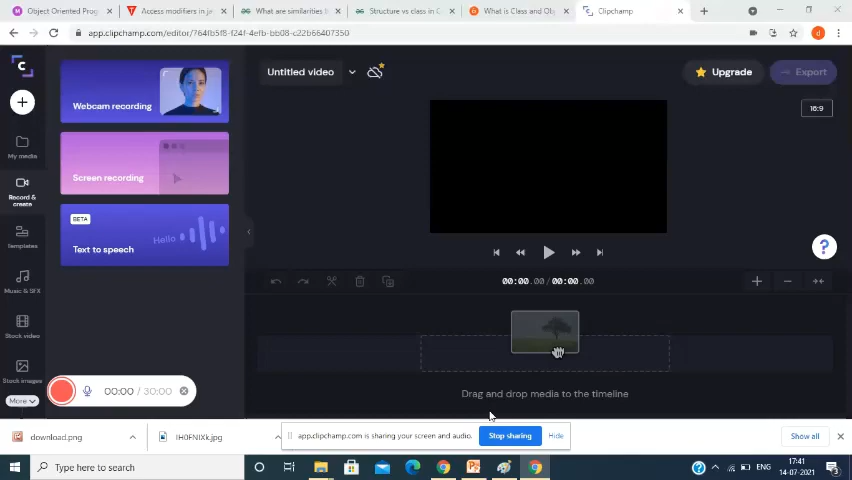 Object Oriented Prog
Access modifiers in ja
What are similarities b
Structure vs class in C
What is Class and Obj
Clipchamp
app.clipchamp.com/editor/764fb5f8-f24f-4efb-bb08-c22b66407350
d
Webcam recording
Untitled video
Upgrade
Export
16:9
My media
Screen recording
Record & create
BETA
Hello
Text to speech
Templates
Music & SFX
00:00.00 / 00:00.00
Stock video
Stock images
00:00 / 30:00
More
Drag and drop media to the timeline
download.png
IH0FNIXk.jpg
app.clipchamp.com is sharing your screen and audio.
Stop sharing
Hide
Show all
Type here to search
ENG
17:41
14-07-2021
3